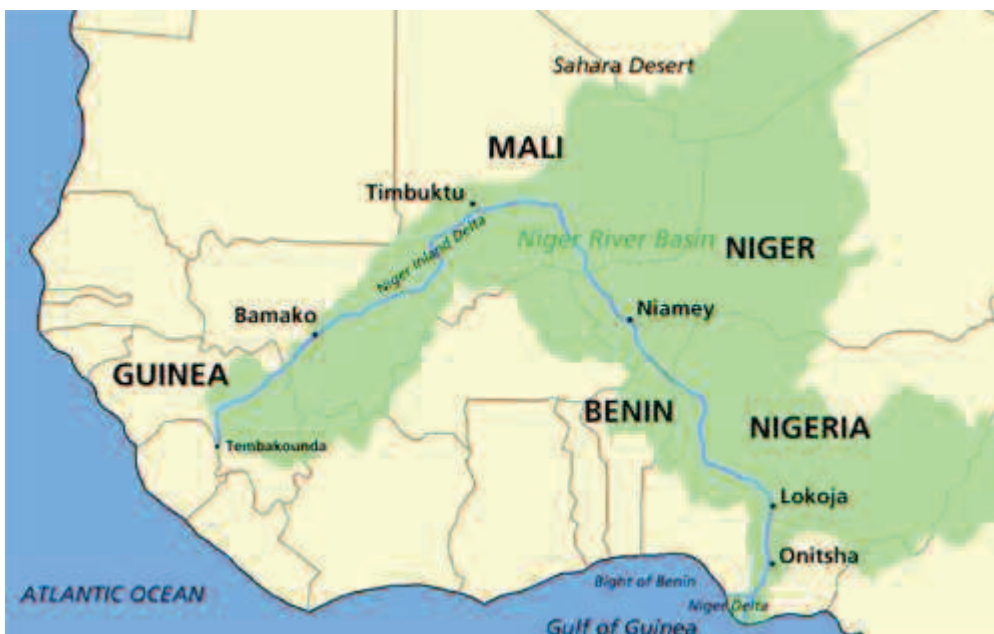 Sahara Desert
MALI
Timbuktu
Niger Inland Delta
Niger River Basin
NIGER
Bamako
Niamey
GUINEA
BENIN
NIGERIA
Tembakounda
Lokoja
Onitsha
Bight of Benin
ATLANTIC OCEAN
Niger Delta
Gulf of Guinea